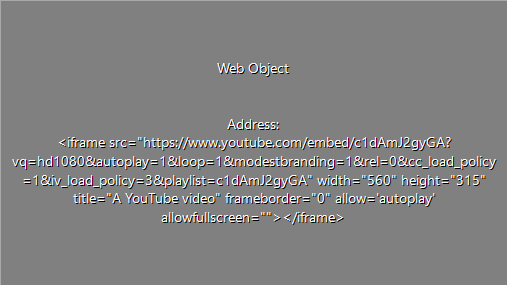 Web Object
Address:
<iframe src="https://www.youtube.com/embed/c1dAmJ2gyGA?
vq=hd1080&autoplay=1&loop=1&modestbranding=1&rel=0&cc_load_policy
=1&iv_load_policy=3&playlist=c1dAmJ2gyGA" width="560" height="315"
title="A YouTube video" frameborder="0" allow='autoplay'
allowfullscreen=""></iframe>